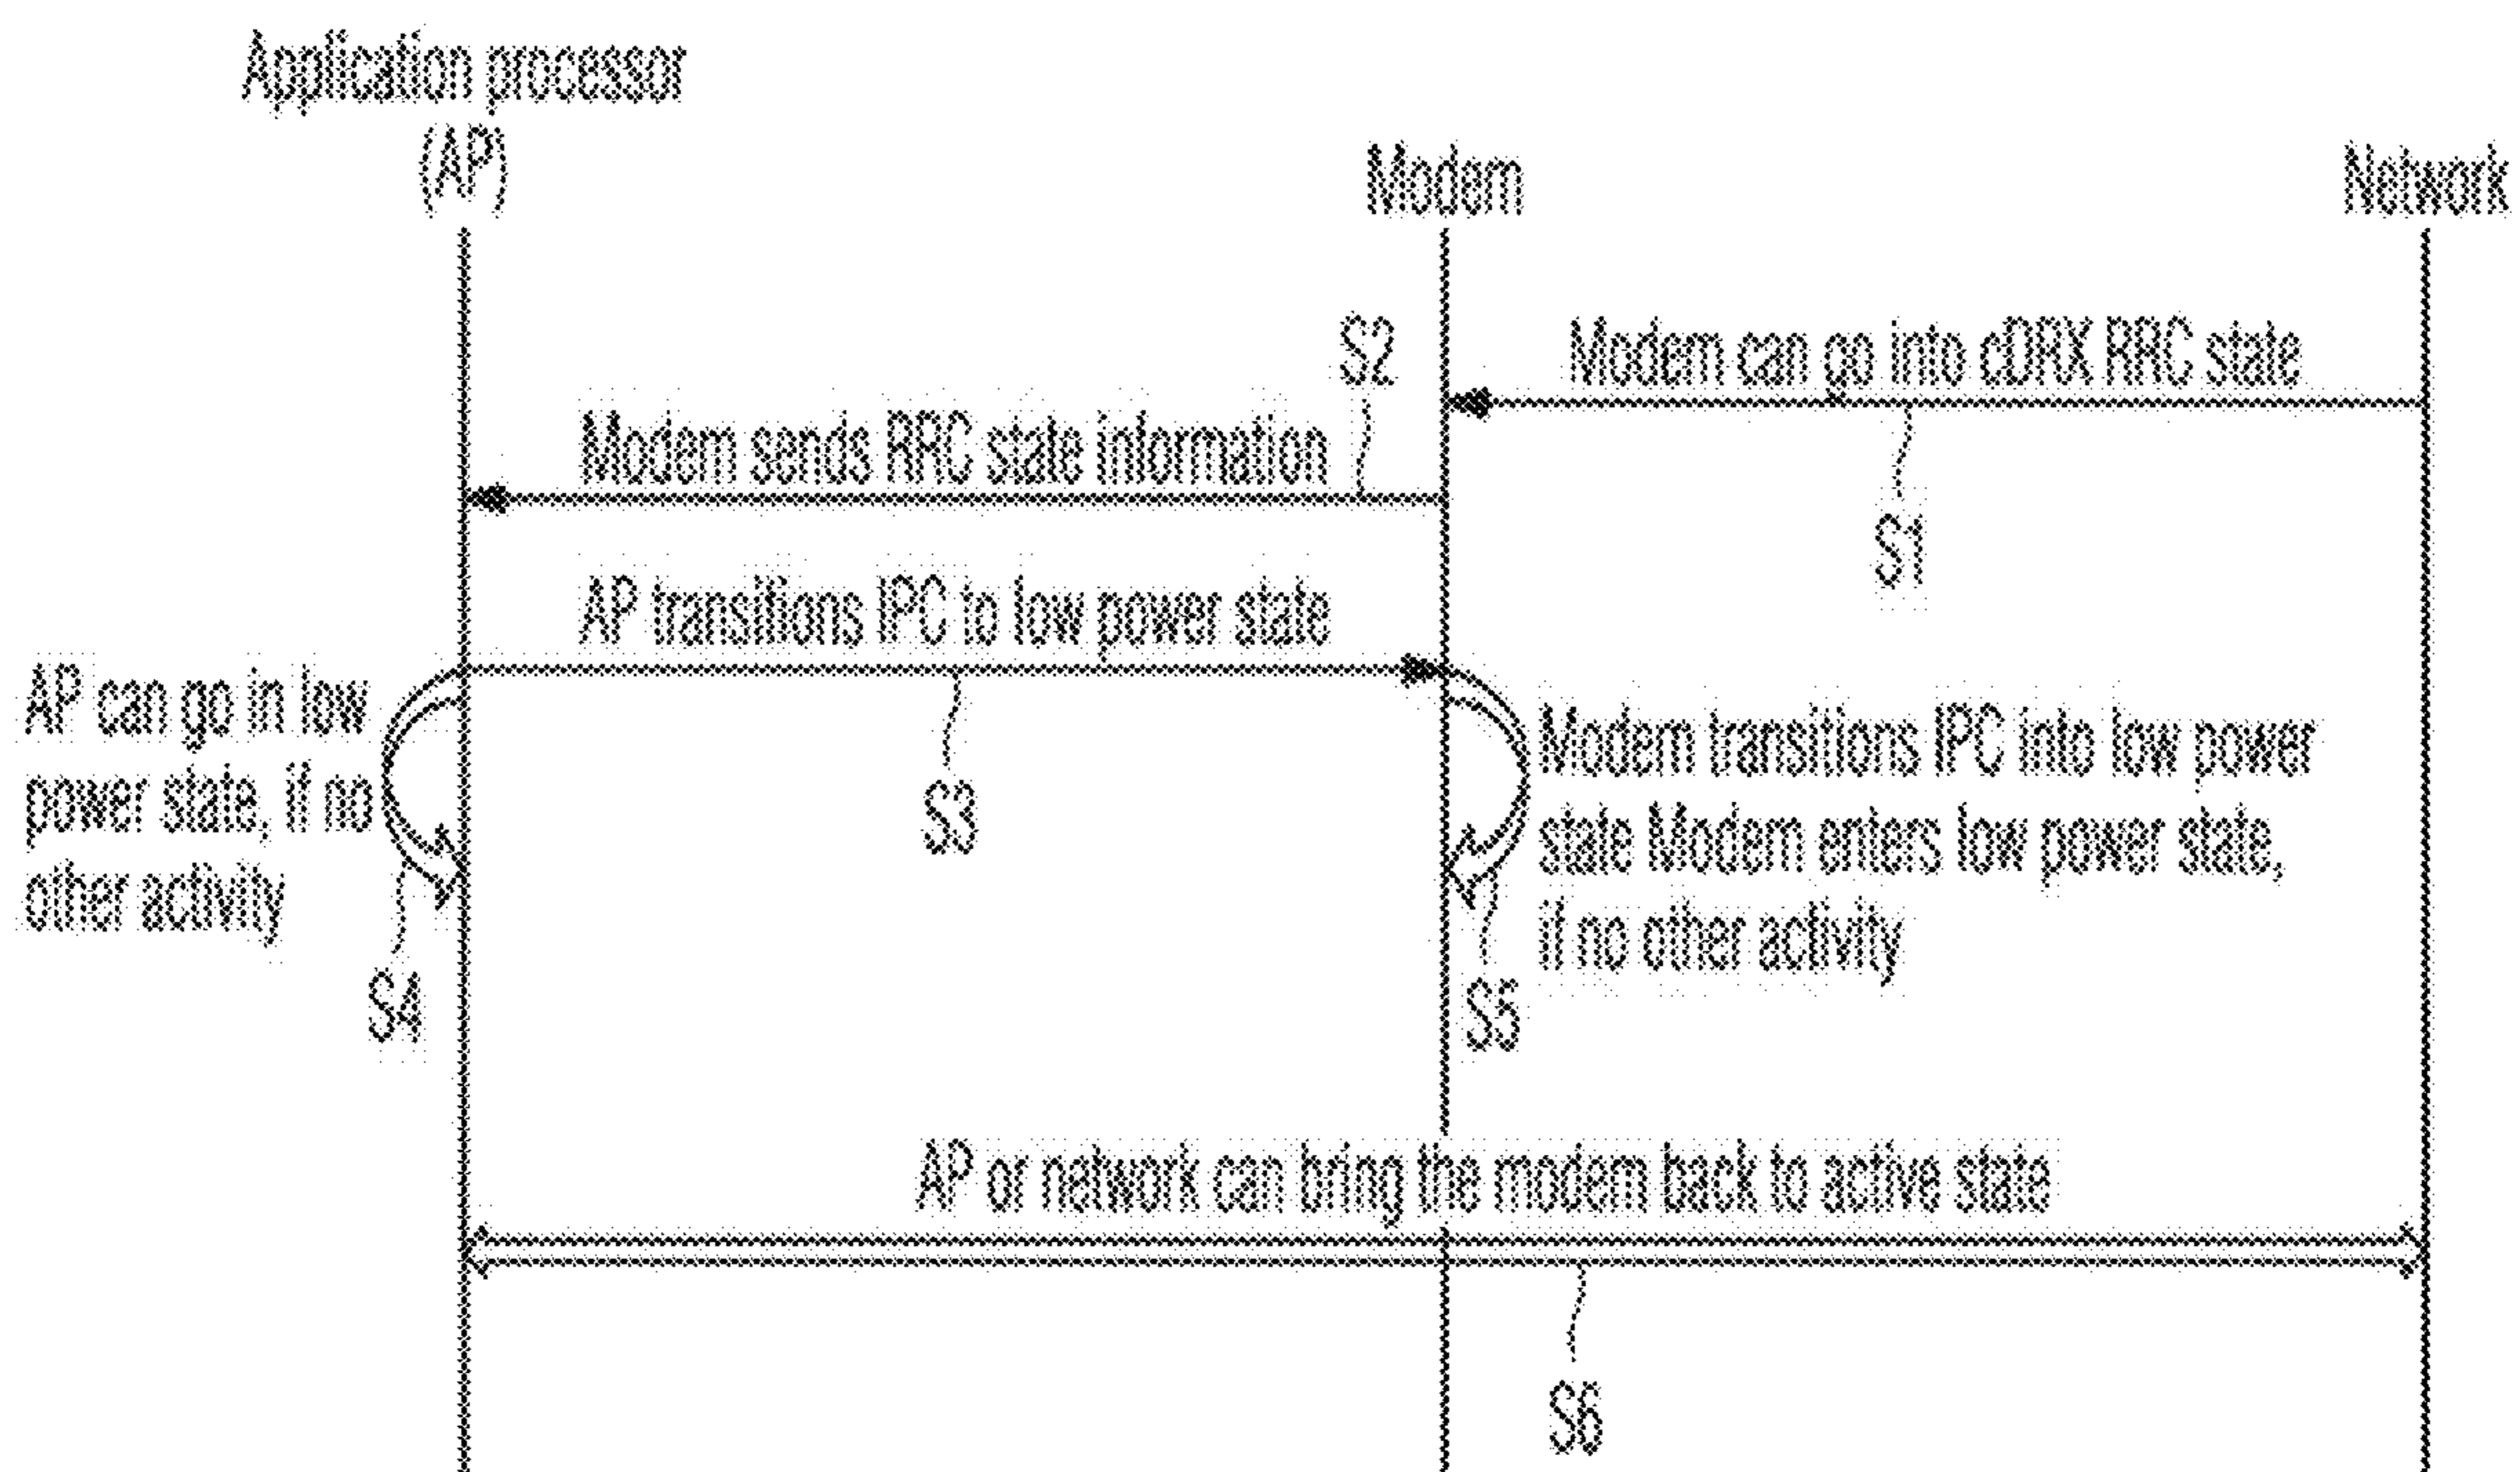 Application processor
(AP)
Modem
Network
S2
Modem can go into cDRX RRC state
Modem sends RRC state information
S1
AP transitions IPC to low power state
AP can go in low
power state, if no
other activity
S3
Modem transitions IPC into low power
state Modem enters low power state,
if no other activity
S4
S5
AP or network can bring the modem back to active state
S6